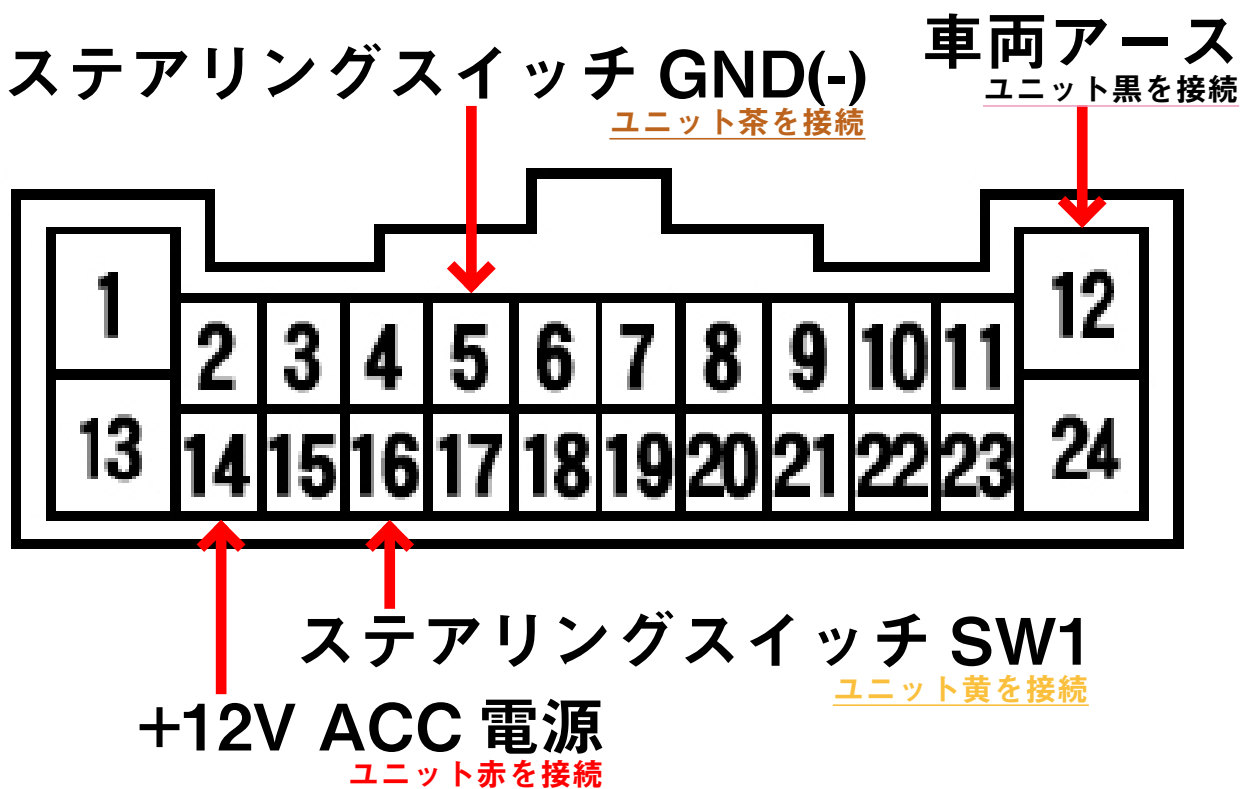 ステアリングスイッチ GND(-)
ユニット茶を接続
車両アース
ユニット黒を接続
1
2 3 4 5 6 7 8 9 10 11
12
13
14 15 16 17 18 19 20 21 22 23
24
ステアリングスイッチ SW1
ユニット黄を接続
+12V ACC 電源
ユニット赤を接続